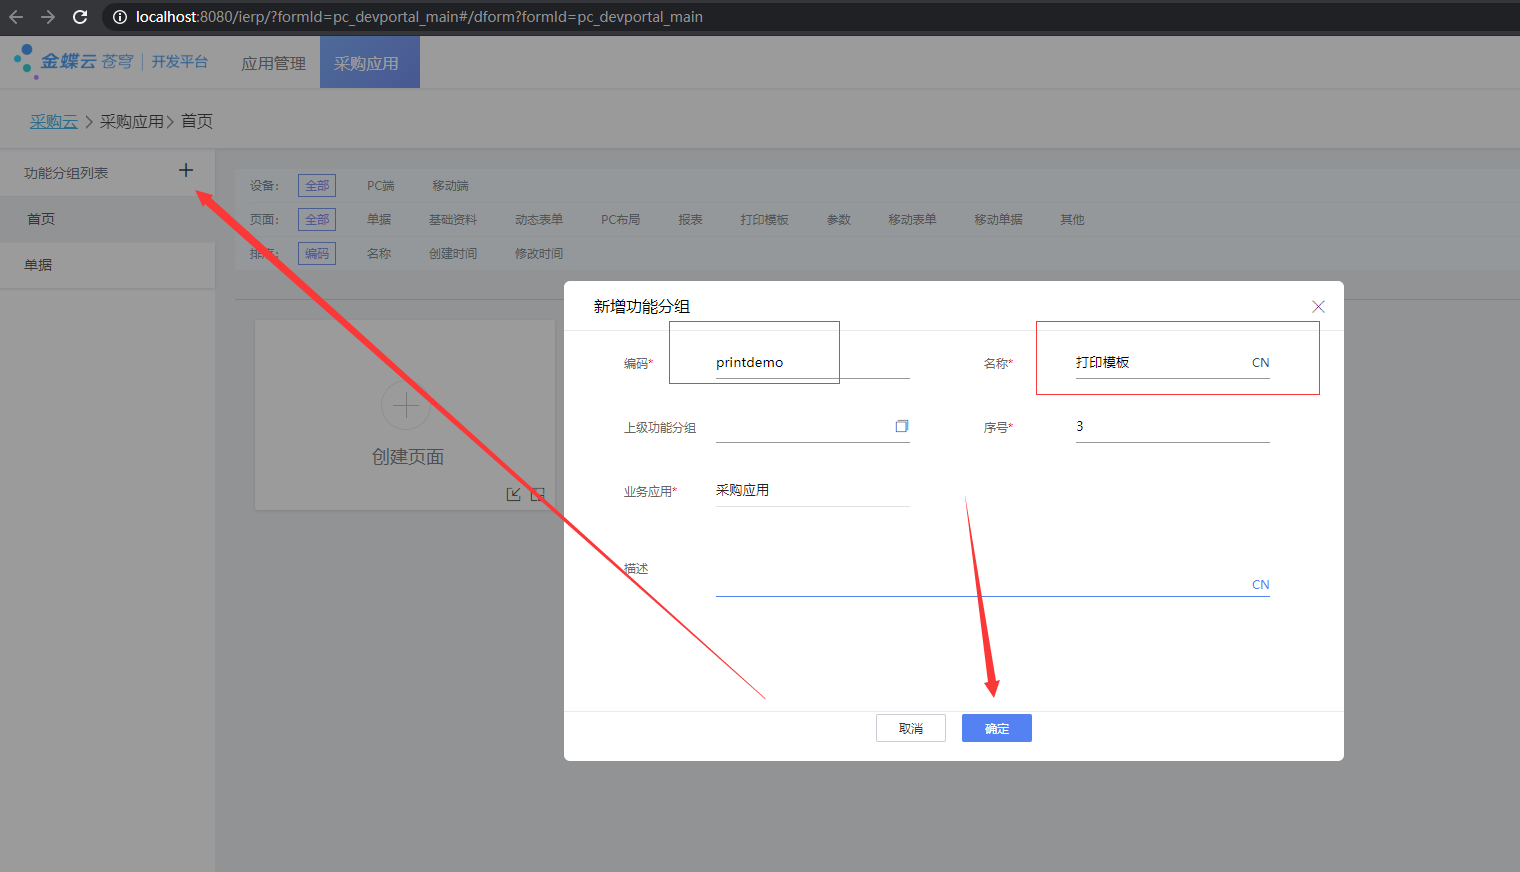 localhost:8080/ierp/?formId=pc_devportal_main#/dform?formId=pc_devportal_main
金蝶云 苍穹 开发平台 应用管理 采购应用
采购云 采购应用 首页
功能分组列表
首页
单据
设备： 全部 PC端 移动端
页面： 全部 单据 基础资料 动态表单 PC布局 报表 打印模板 参数 移动表单 移动单据 其他
排序： 编码 名称 创建时间 修改时间
创建页面
新增功能分组
编码* printdemo 名称* 打印模板 CN
上级功能分组 序号* 3
业务应用* 采购应用
描述 CN
取消 确定